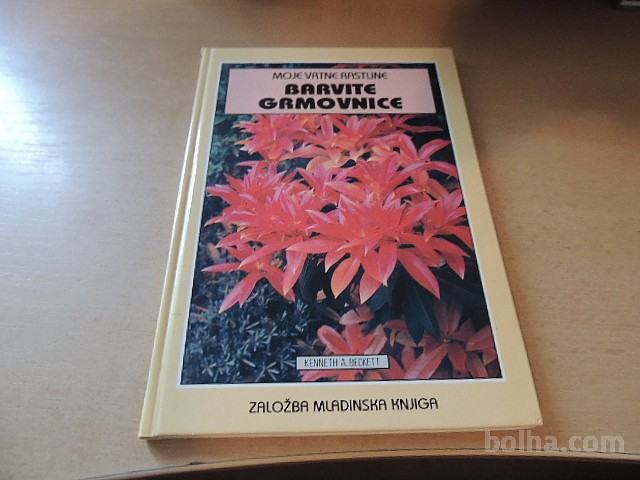 MOJE VRTNE RASTLINE
BARVITE
GRMOVNICE
KENNETH A. BECKETT
ZALOŽBA MLADINSKA KNJIGA
bolha.com